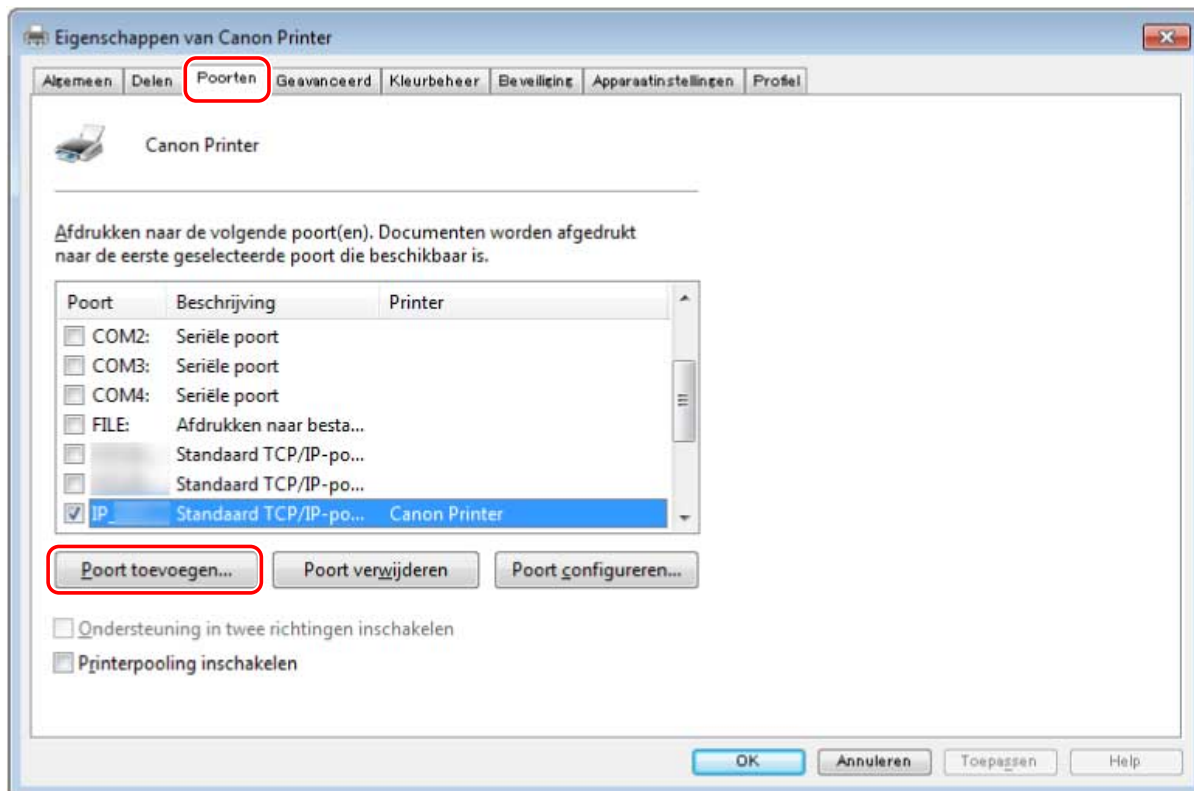 Eigenschappen van Canon Printer
Algemeen Delen Poorten Geavanceerd Kleurbeheer Beveiliging Apparaatinstellingen Profiel
Canon Printer
Afdrukken naar de volgende poort(en). Documenten worden afgedrukt
naar de eerste geselecteerde poort die beschikbaar is.
Poort Beschrijving Printer
COM2: Seriële poort
COM3: Seriële poort
COM4: Seriële poort
FILE: Afdrukken naar besta...
Standaard TCP/IP-po...
Standaard TCP/IP-po...
IP_ Standaard TCP/IP-po... Canon Printer
Poort toevoegen... Poort verwijderen Poort configureren...
Ondersteuning in twee richtingen inschakelen
Printerpooling inschakelen
OK Annuleren Toepassen Help